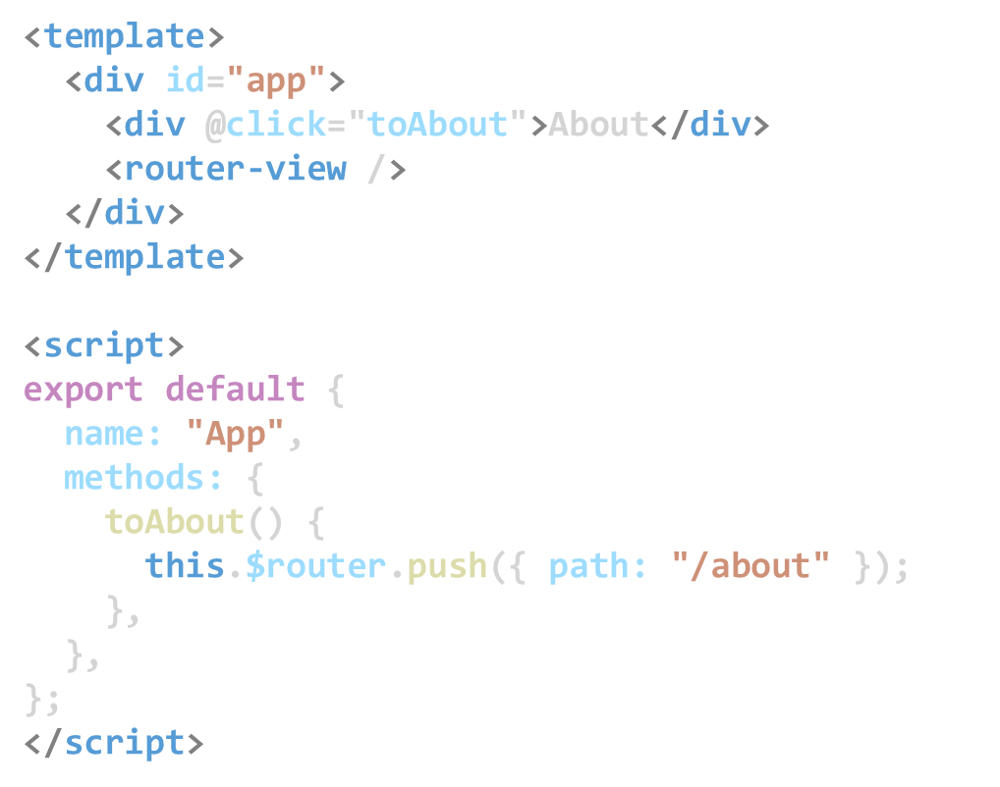 <template>
  <div id="app">
    <div @click="toAbout">About</div>
    <router-view />
  </div>
</template>

<script>
export default {
  name: "App",
  methods: {
    toAbout() {
      this.$router.push({ path: "/about" });
    },
  },
};
</script>